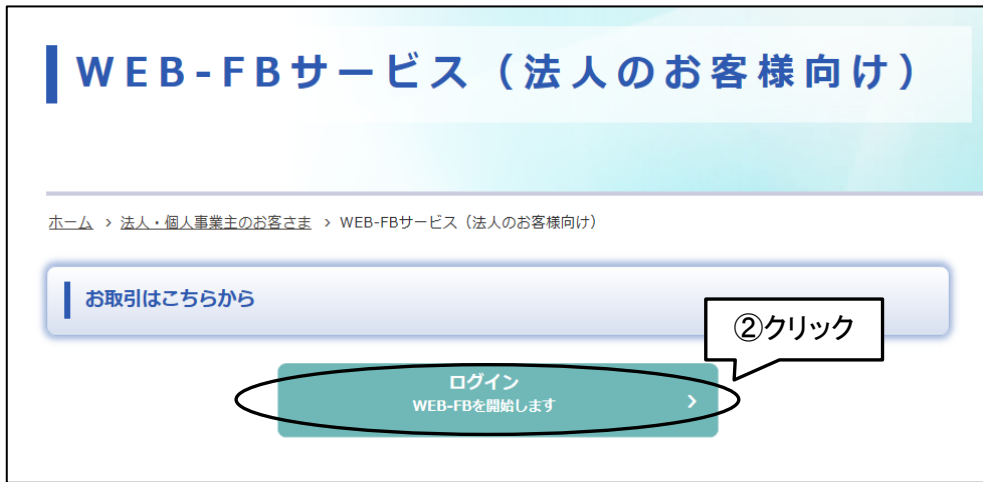 WEB-FBサービス（法人のお客様向け）
ホーム > 法人・個人事業主のお客さま > WEB-FBサービス（法人のお客様向け）
お取引はこちらから
②クリック
ログイン
WEB-FBを開始します